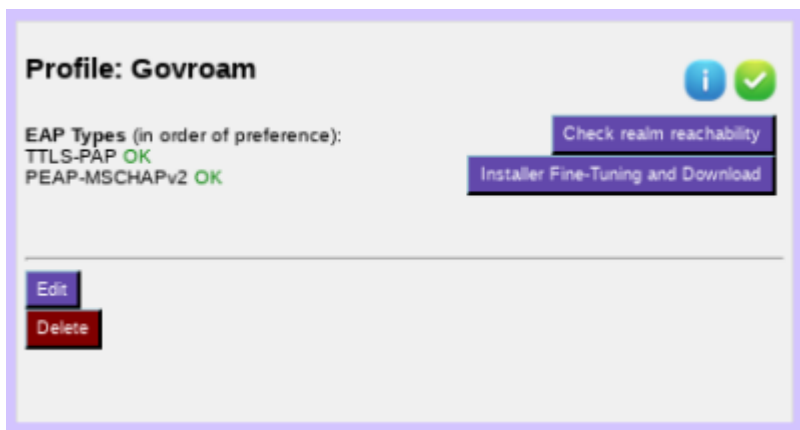 Profile: Govroam
EAP Types (in order of preference):
TTLS-PAP OK
PEAP-MSCHAPv2 OK
Check realm reachability
Installer Fine-Tuning and Download
Edit
Delete